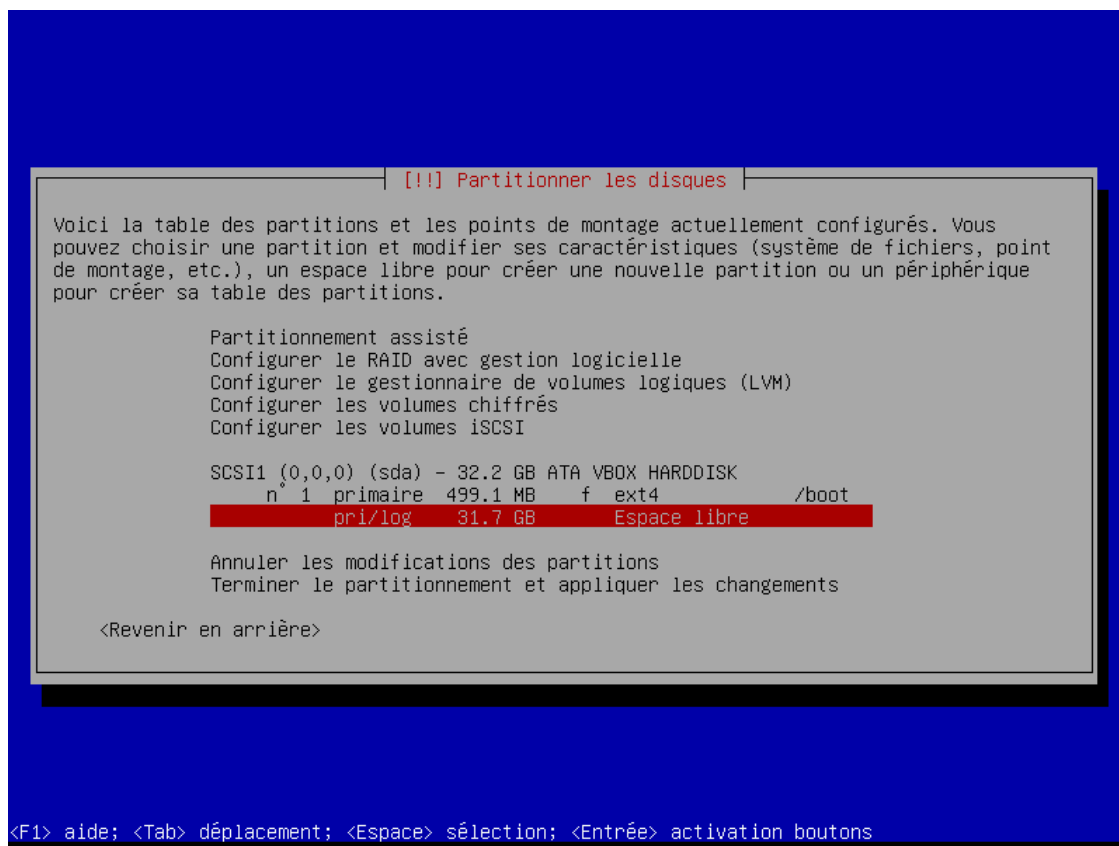 [!!] Partitionner les disques
Voici la table des partitions et les points de montage actuellement configurés. Vous
pouvez choisir une partition et modifier ses caractéristiques (système de fichiers, point
de montage, etc.), un espace libre pour créer une nouvelle partition ou un périphérique
pour créer sa table des partitions.
Partitionnement assisté
Configurer le RAID avec gestion logicielle
Configurer le gestionnaire de volumes logiques (LVM)
Configurer les volumes chiffrés
Configurer les volumes iSCSI
SCSI1 (0,0,0) (sda) - 32.2 GB ATA VBOX HARDDISK
n° 1 primaire 499.1 MB f ext4 /boot
pri/log 31.7 GB Espace libre
Annuler les modifications des partitions
Terminer le partitionnement et appliquer les changements
<Revenir en arrière>
<F1> aide; <Tab> déplacement; <Espace> sélection; <Entrée> activation boutons